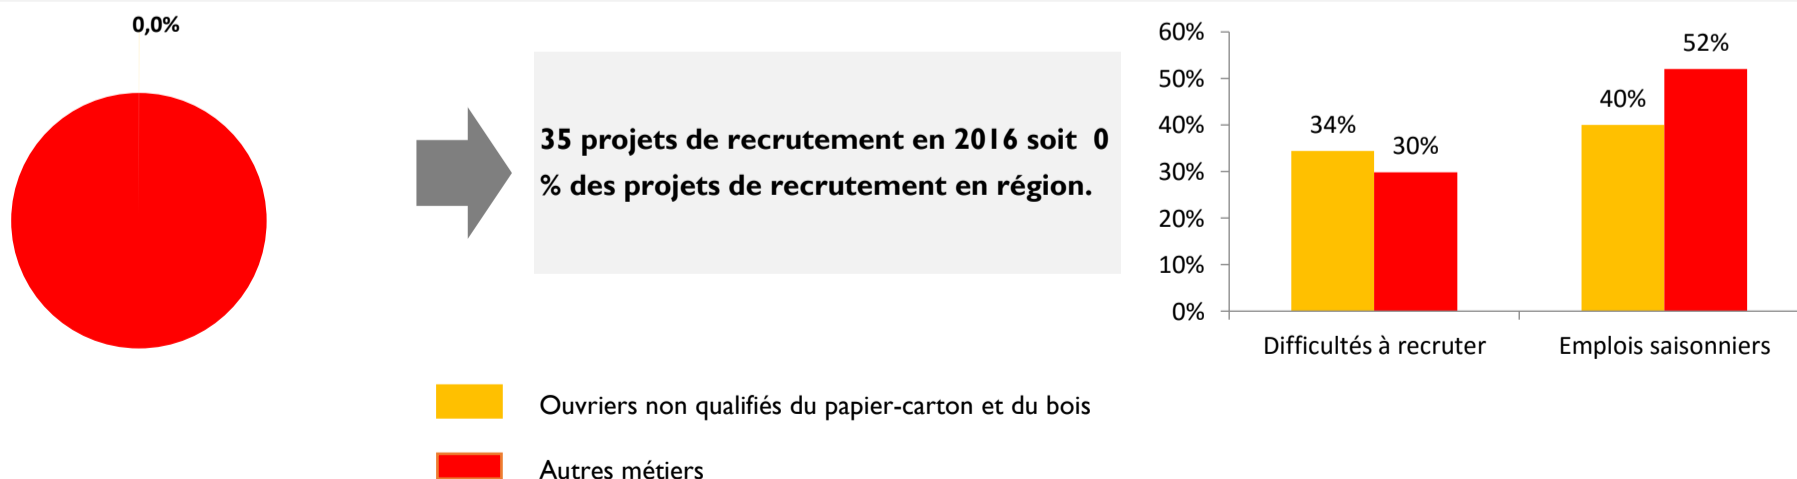 0,0%
35 projets de recrutement en 2016 soit  0
% des projets de recrutement en région.
60%
50%
40%
30%
20%
10%
0%
34%
30%
40%
52%
Difficultés à recruter
Emplois saisonniers
Ouvriers non qualifiés du papier-carton et du bois
Autres métiers